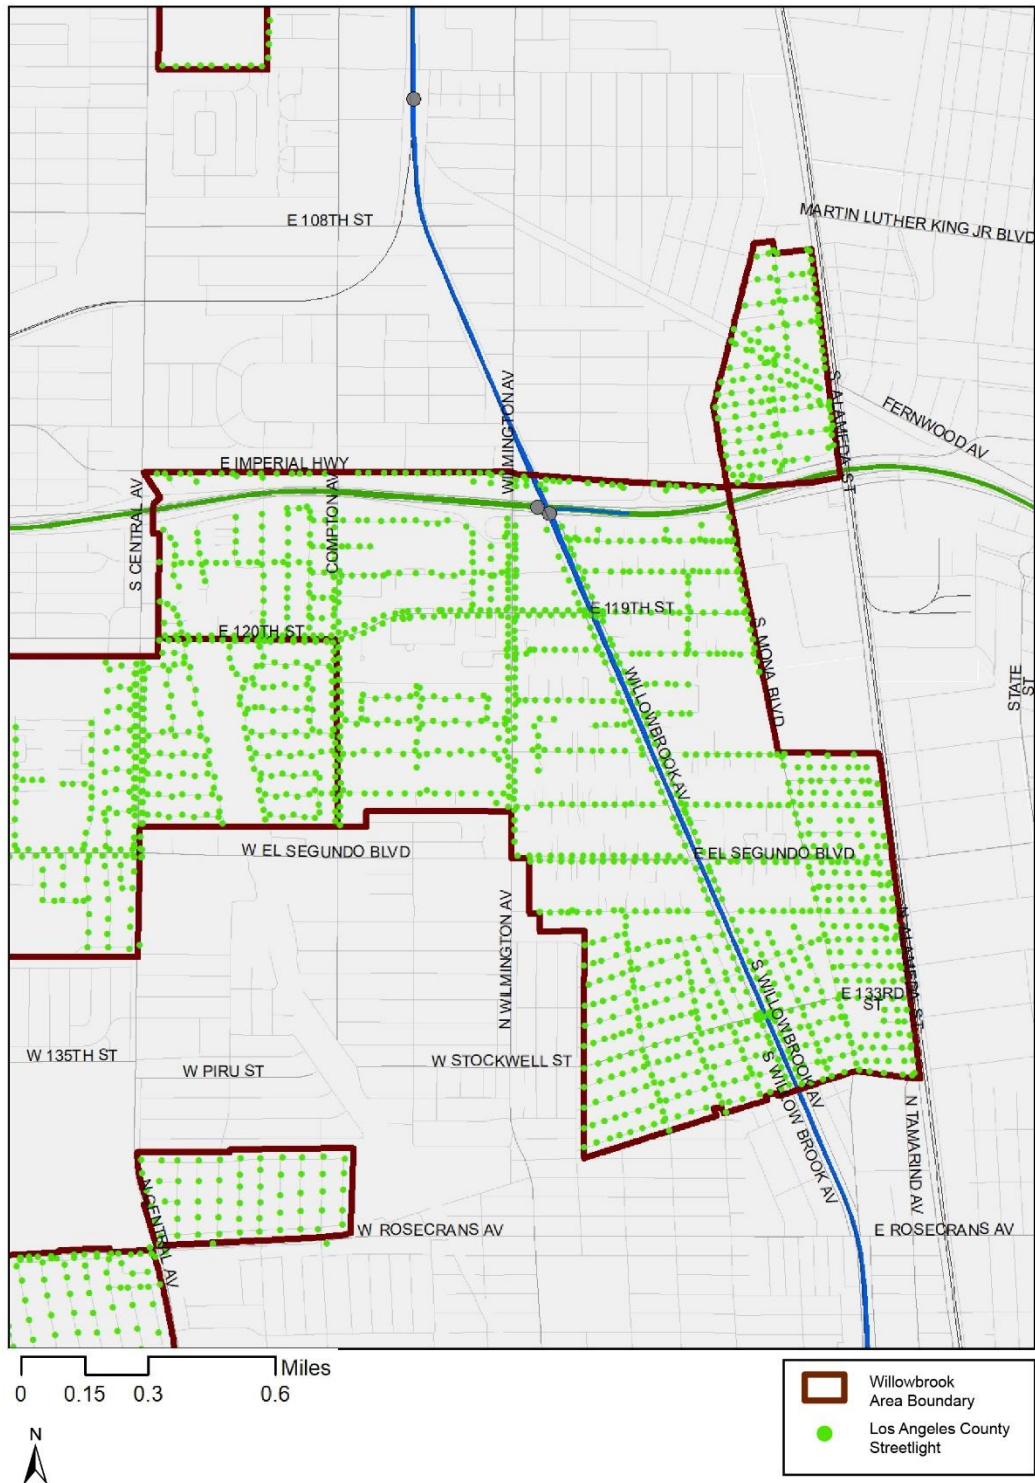 E 108TH ST
MARTIN LUTHER KING JR BLVD
WILMINGTON AV
S ALAMEDA ST
FERNWOOD AV
E IMPERIAL HWY
S CENTRAL AV
COMPTON AV
E 119TH ST
E 120TH ST
S MONA BLVD
STATE
ST
WILLOWBROOK AV
W EL SEGUNDO BLVD
E EL SEGUNDO BLVD
N WILMINGTON AV
N ALAMEDA ST
S WILLOWBROOK AV
E 133RD
ST
W 135TH ST
W PIRU ST
W STOCKWELL ST
S WILLOW BROOK AV
N TAMARIND AV
N CENTRAL AV
W ROSECRANS AV
E ROSECRANS AV
Miles
0 0.15 0.3 0.6
N
Willowbrook
Area Boundary
Los Angeles County
Streetlight